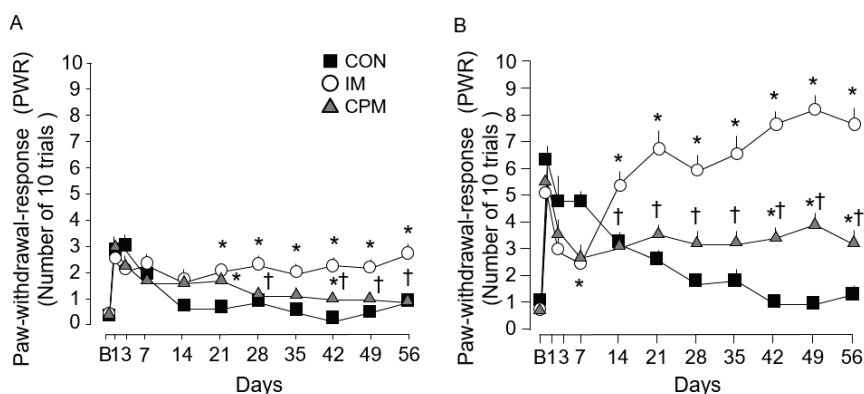 A
Paw-withdrawal-response (PWR)
(Number of 10 trials)
10
9
8
7
6
5
4
3
2
1
0
CON
IM
CPM
* * * * * *
* † *† † †
B13 7 14 21 28 35 42 49 56
Days
B
Paw-withdrawal-response (PWR)
(Number of 10 trials)
10
9
8
7
6
5
4
3
2
1
0
* * * * * * *
† † † † *† *† *†
*
B13 7 14 21 28 35 42 49 56
Days